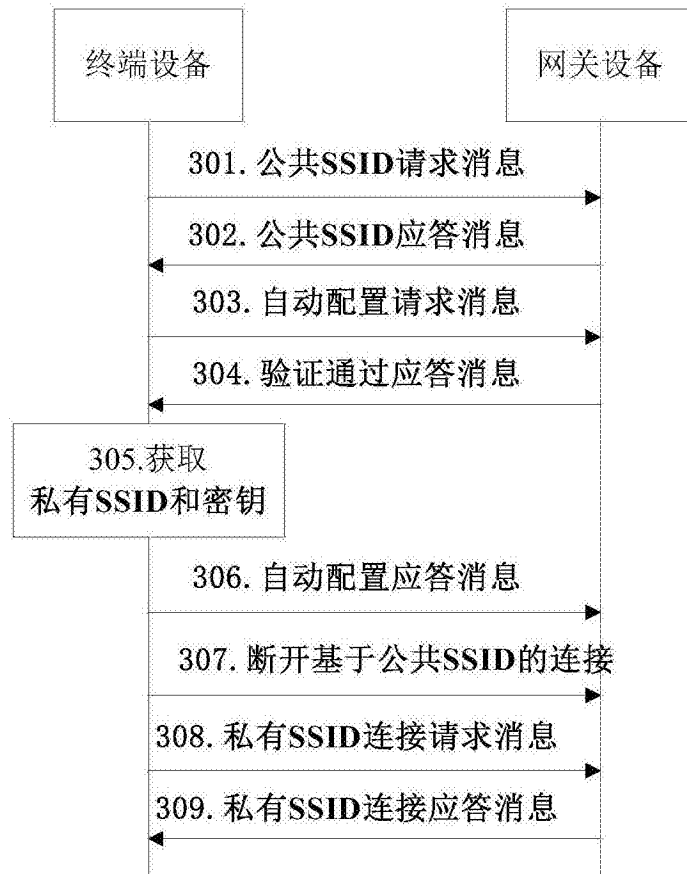 终端设备
网关设备
301.公共SSID请求消息
302.公共SSID应答消息
303.自动配置请求消息
304.验证通过应答消息
305.获取
私有SSID和密钥
306.自动配置应答消息
307.断开基于公共SSID的连接
308.私有SSID连接请求消息
309.私有SSID连接应答消息